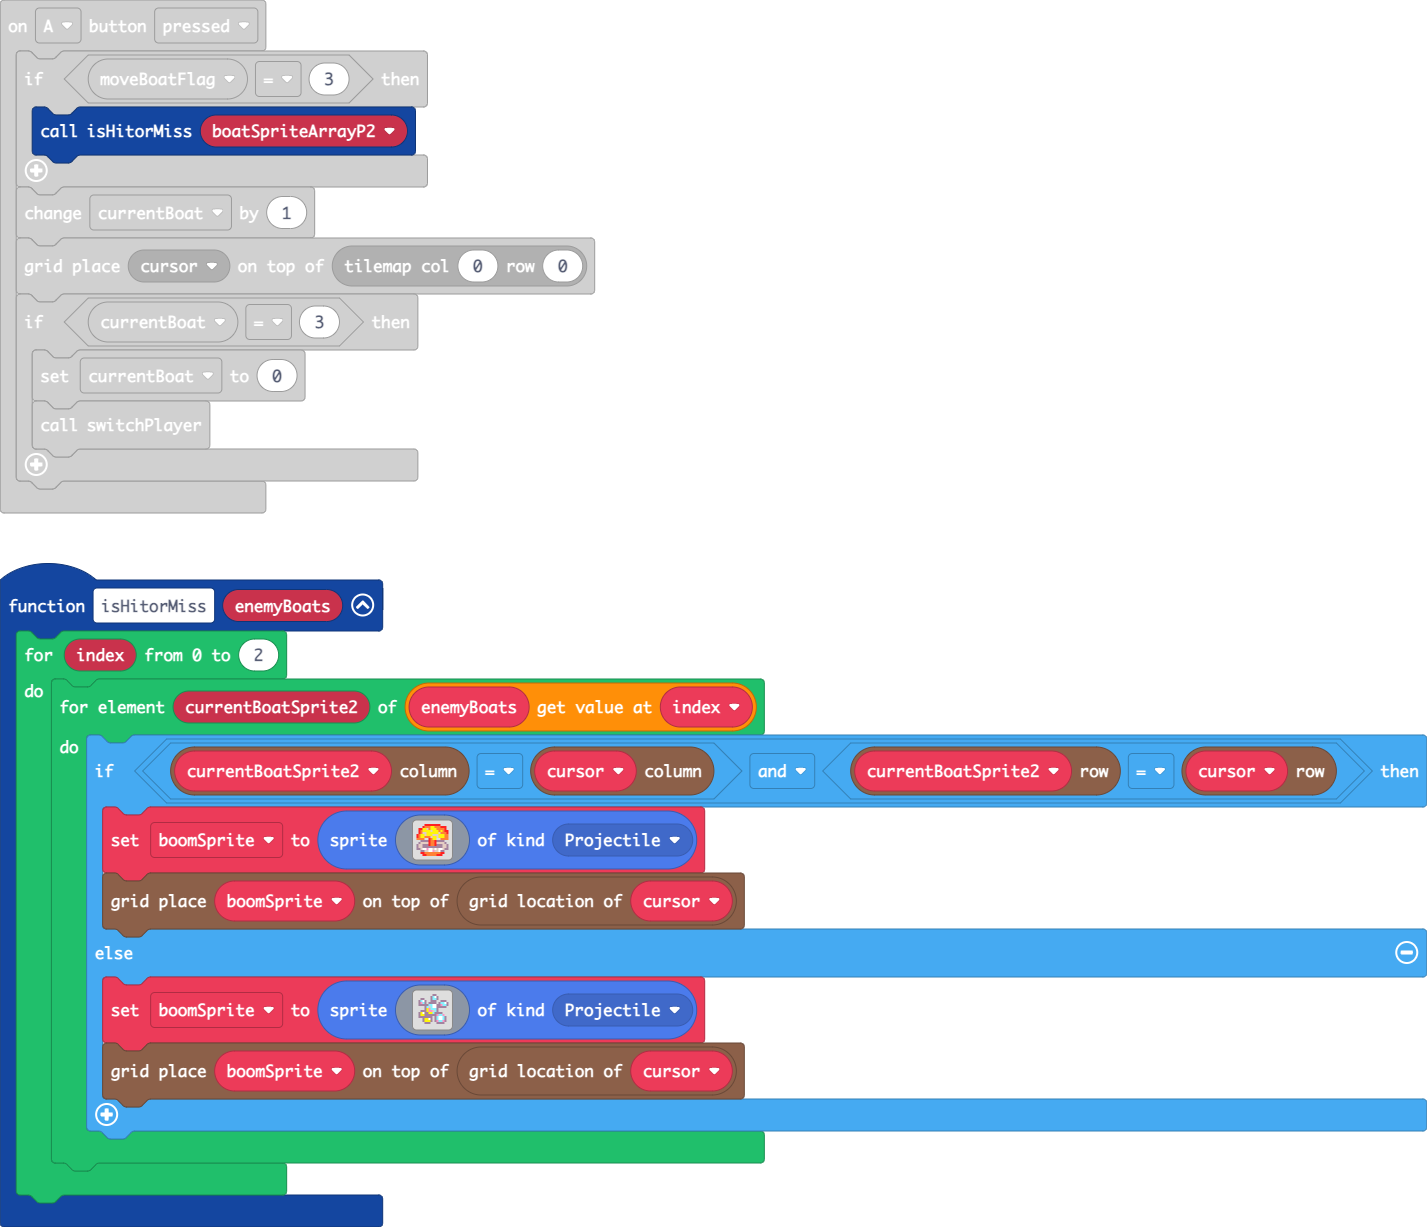 on A button pressed
if moveBoatFlag = 3 then
call isHitorMiss boatSpriteArrayP2
change currentBoat by 1
grid place cursor on top of tilemap col 0 row 0
if currentBoat = 3 then
set currentBoat to 0
call switchPlayer
function isHitorMiss enemyBoats
for index from 0 to 2
do
for element currentBoatSprite2 of enemyBoats get value at index
do
if currentBoatSprite2 column = cursor column and currentBoatSprite2 row = cursor row then
set boomSprite to sprite of kind Projectile
grid place boomSprite on top of grid location of cursor
else
set boomSprite to sprite of kind Projectile
grid place boomSprite on top of grid location of cursor